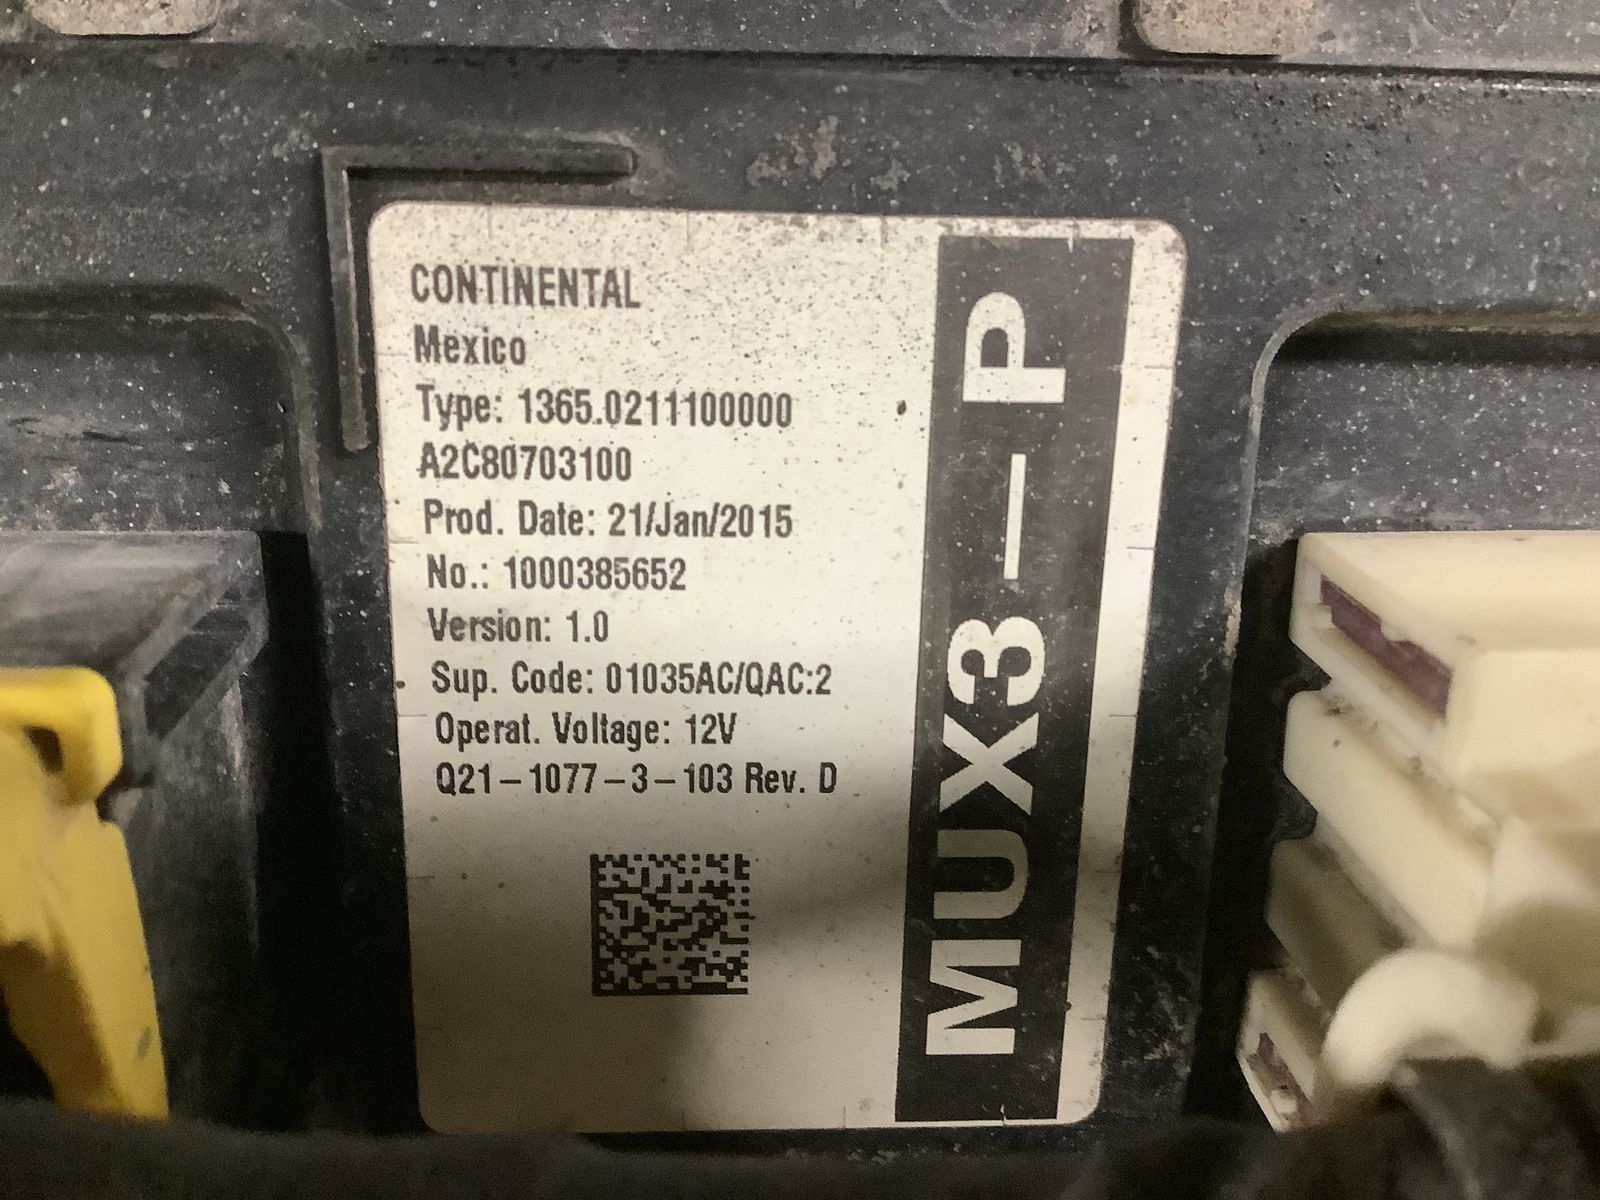 CONTINENTAL
Mexico
Type: 1365.0211100000
A2C80703100
Prod. Date: 21/Jan/2015
No.: 1000385652
Version: 1.0
Sup. Code: 01035AC/QAC:2
Operat. Voltage: 12V
Q21-1077-3-103 Rev. D
MUX3-P